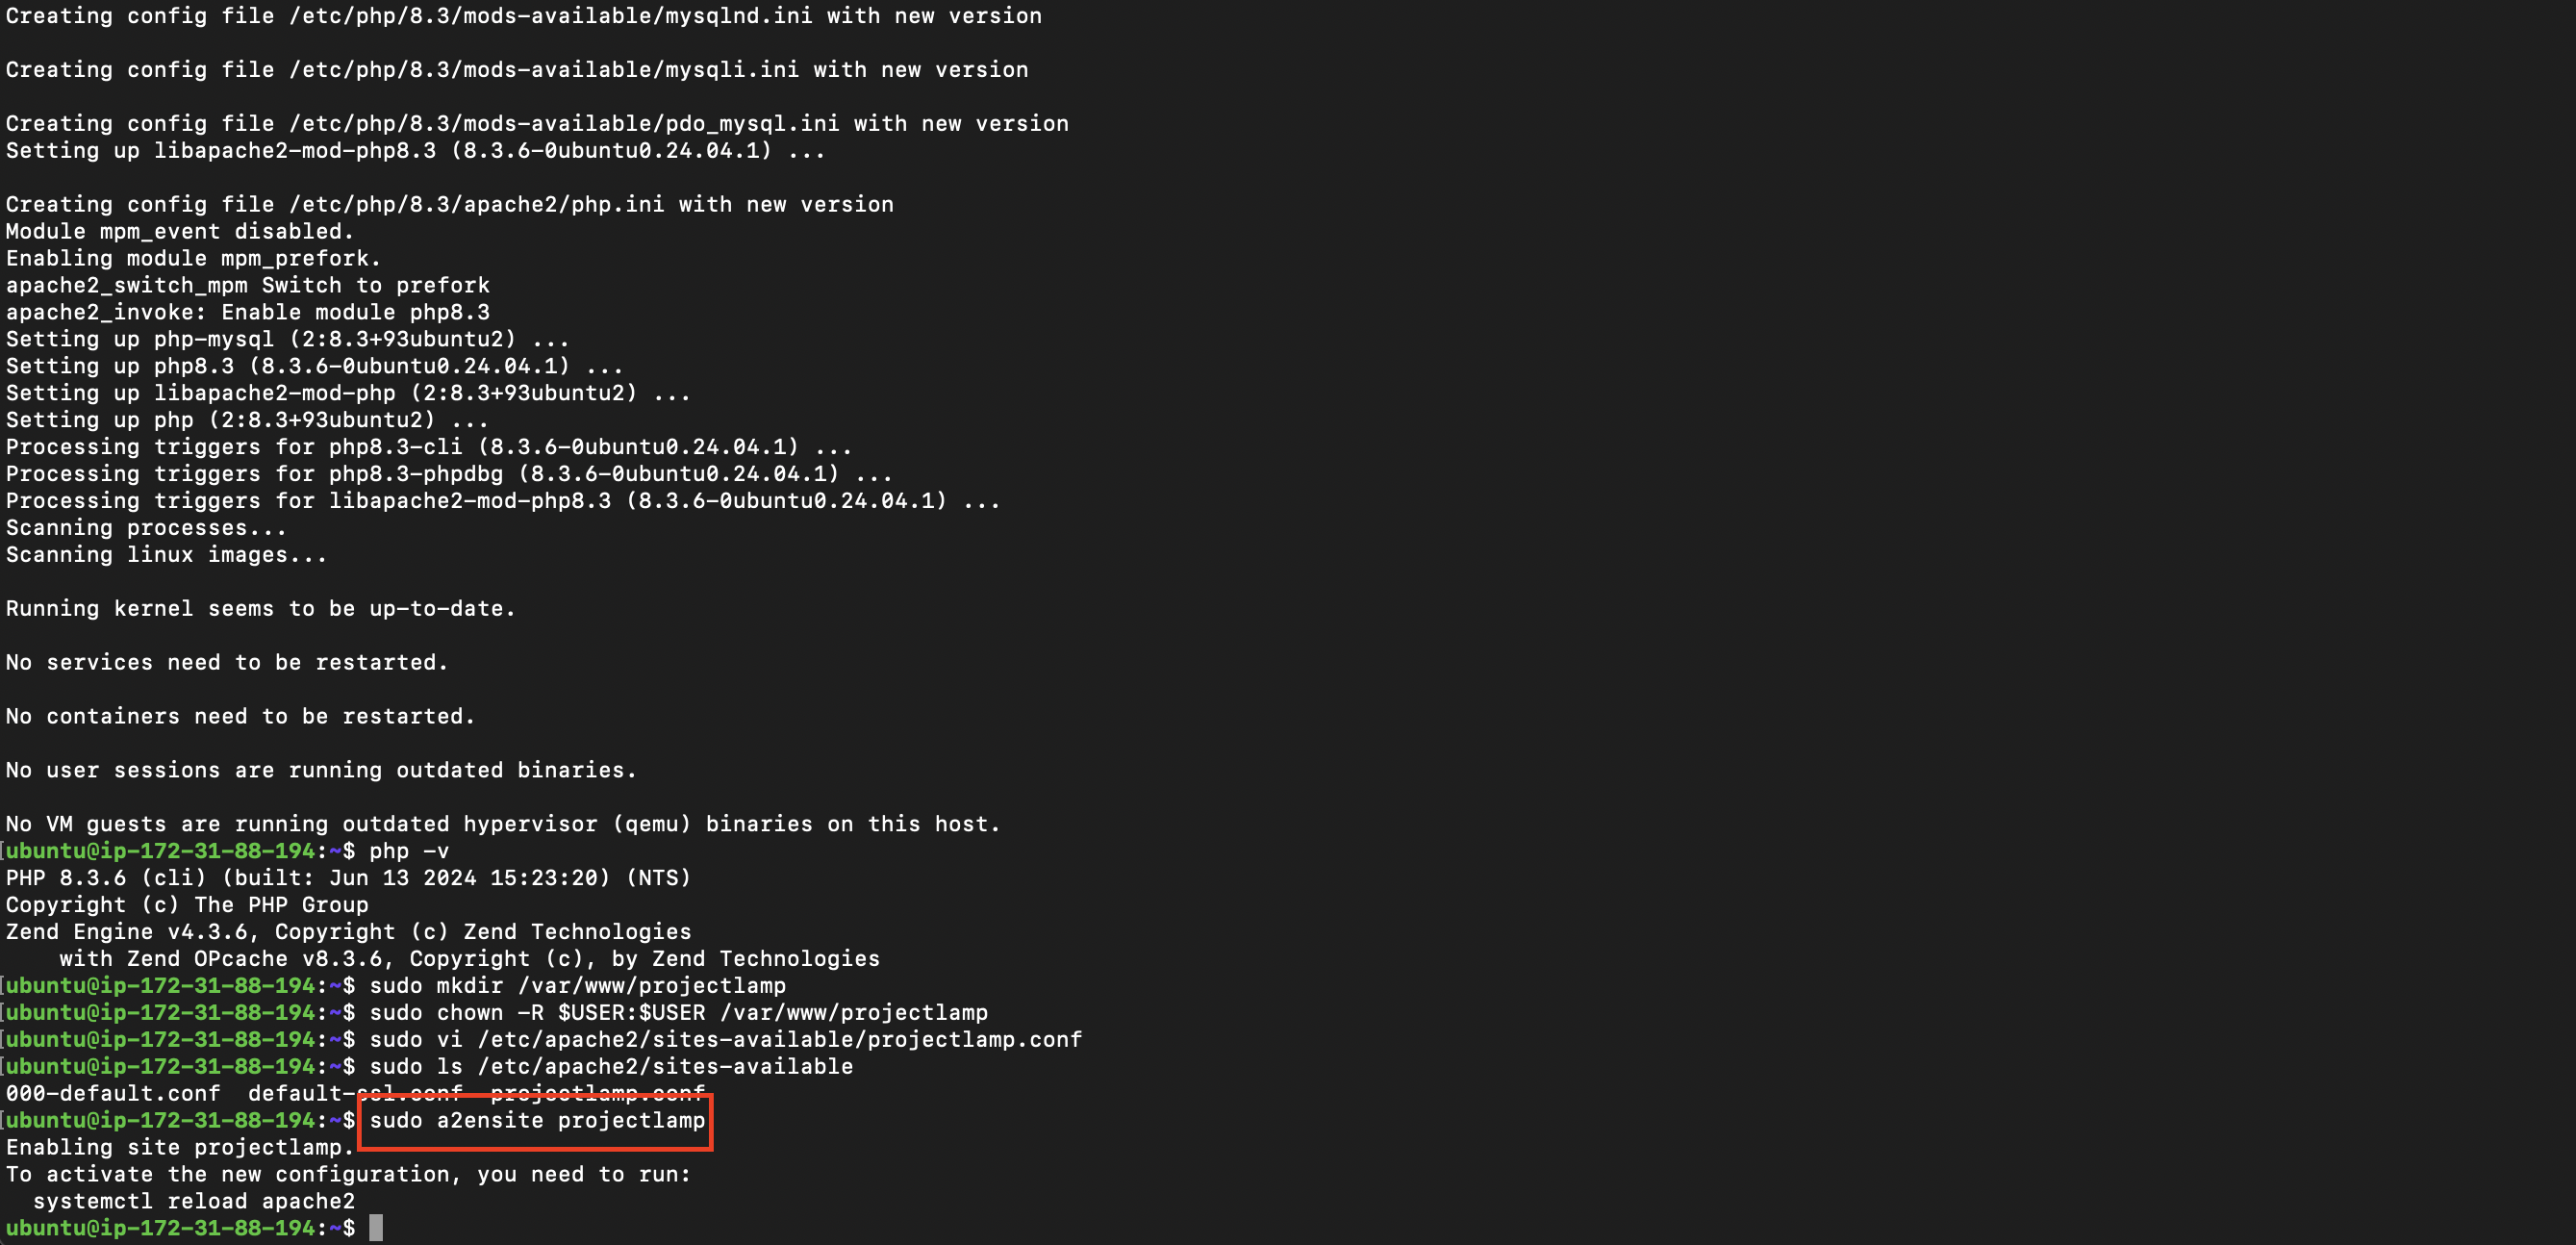 Creating config file /etc/php/8.3/mods-available/mysqlnd.ini with new version
Creating config file /etc/php/8.3/mods-available/mysqli.ini with new version
Creating config file /etc/php/8.3/mods-available/pdo_mysql.ini with new version
Setting up libapache2-mod-php8.3 (8.3.6-0ubuntu0.24.04.1) ...
Creating config file /etc/php/8.3/apache2/php.ini with new version
Module mpm_event disabled.
Enabling module mpm_prefork.
apache2_switch_mpm Switch to prefork
apache2_invoke: Enable module php8.3
Setting up php-mysql (2:8.3+93ubuntu2) ...
Setting up php8.3 (8.3.6-0ubuntu0.24.04.1) ...
Setting up libapache2-mod-php (2:8.3+93ubuntu2) ...
Setting up php (2:8.3+93ubuntu2) ...
Processing triggers for php8.3-cli (8.3.6-0ubuntu0.24.04.1) ...
Processing triggers for php8.3-phpdbg (8.3.6-0ubuntu0.24.04.1) ...
Processing triggers for libapache2-mod-php8.3 (8.3.6-0ubuntu0.24.04.1) ...
Scanning processes...
Scanning linux images...
Running kernel seems to be up-to-date.
No services need to be restarted.
No containers need to be restarted.
No user sessions are running outdated binaries.
No VM guests are running outdated hypervisor (qemu) binaries on this host.
[ubuntu@ip-172-31-88-194:~$ php -v
PHP 8.3.6 (cli) (built: Jun 13 2024 15:23:20) (NTS)
Copyright (c) The PHP Group
Zend Engine v4.3.6, Copyright (c) Zend Technologies
    with Zend OPcache v8.3.6, Copyright (c), by Zend Technologies
[ubuntu@ip-172-31-88-194:~$ sudo mkdir /var/www/projectlamp
[ubuntu@ip-172-31-88-194:~$ sudo chown -R $USER:$USER /var/www/projectlamp
[ubuntu@ip-172-31-88-194:~$ sudo vi /etc/apache2/sites-available/projectlamp.conf
[ubuntu@ip-172-31-88-194:~$ sudo ls /etc/apache2/sites-available
000-default.conf  default-ssl.conf  projectlamp.conf
[ubuntu@ip-172-31-88-194:~$ sudo a2ensite projectlamp
Enabling site projectlamp.
To activate the new configuration, you need to run:
  systemctl reload apache2
ubuntu@ip-172-31-88-194:~$